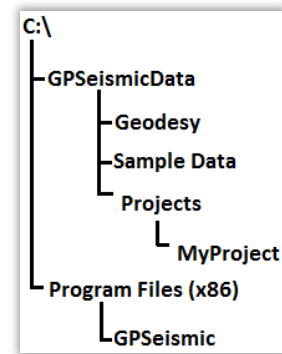 C:\
GPSeismicData
Geodesy
Sample Data
Projects
MyProject
Program Files (x86)
GPSeismic